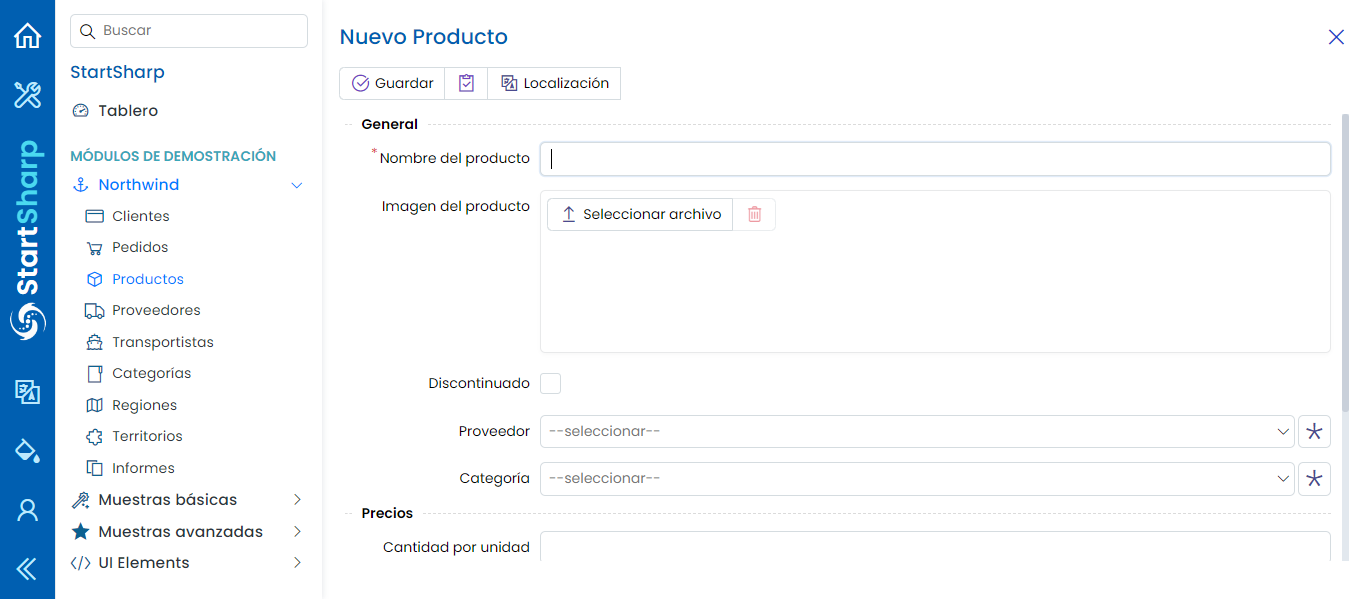 StartSharp
Buscar
StartSharp
Tablero
MÓDULOS DE DEMOSTRACIÓN
Northwind
Clientes
Pedidos
Productos
Proveedores
Transportistas
Categorías
Regiones
Territorios
Informes
Muestras básicas
Muestras avanzadas
UI Elements
Nuevo Producto
Guardar
Localización
General
*Nombre del producto
Imagen del producto
Seleccionar archivo
Discontinuado
Proveedor
--seleccionar--
Categoría
--seleccionar--
Precios
Cantidad por unidad